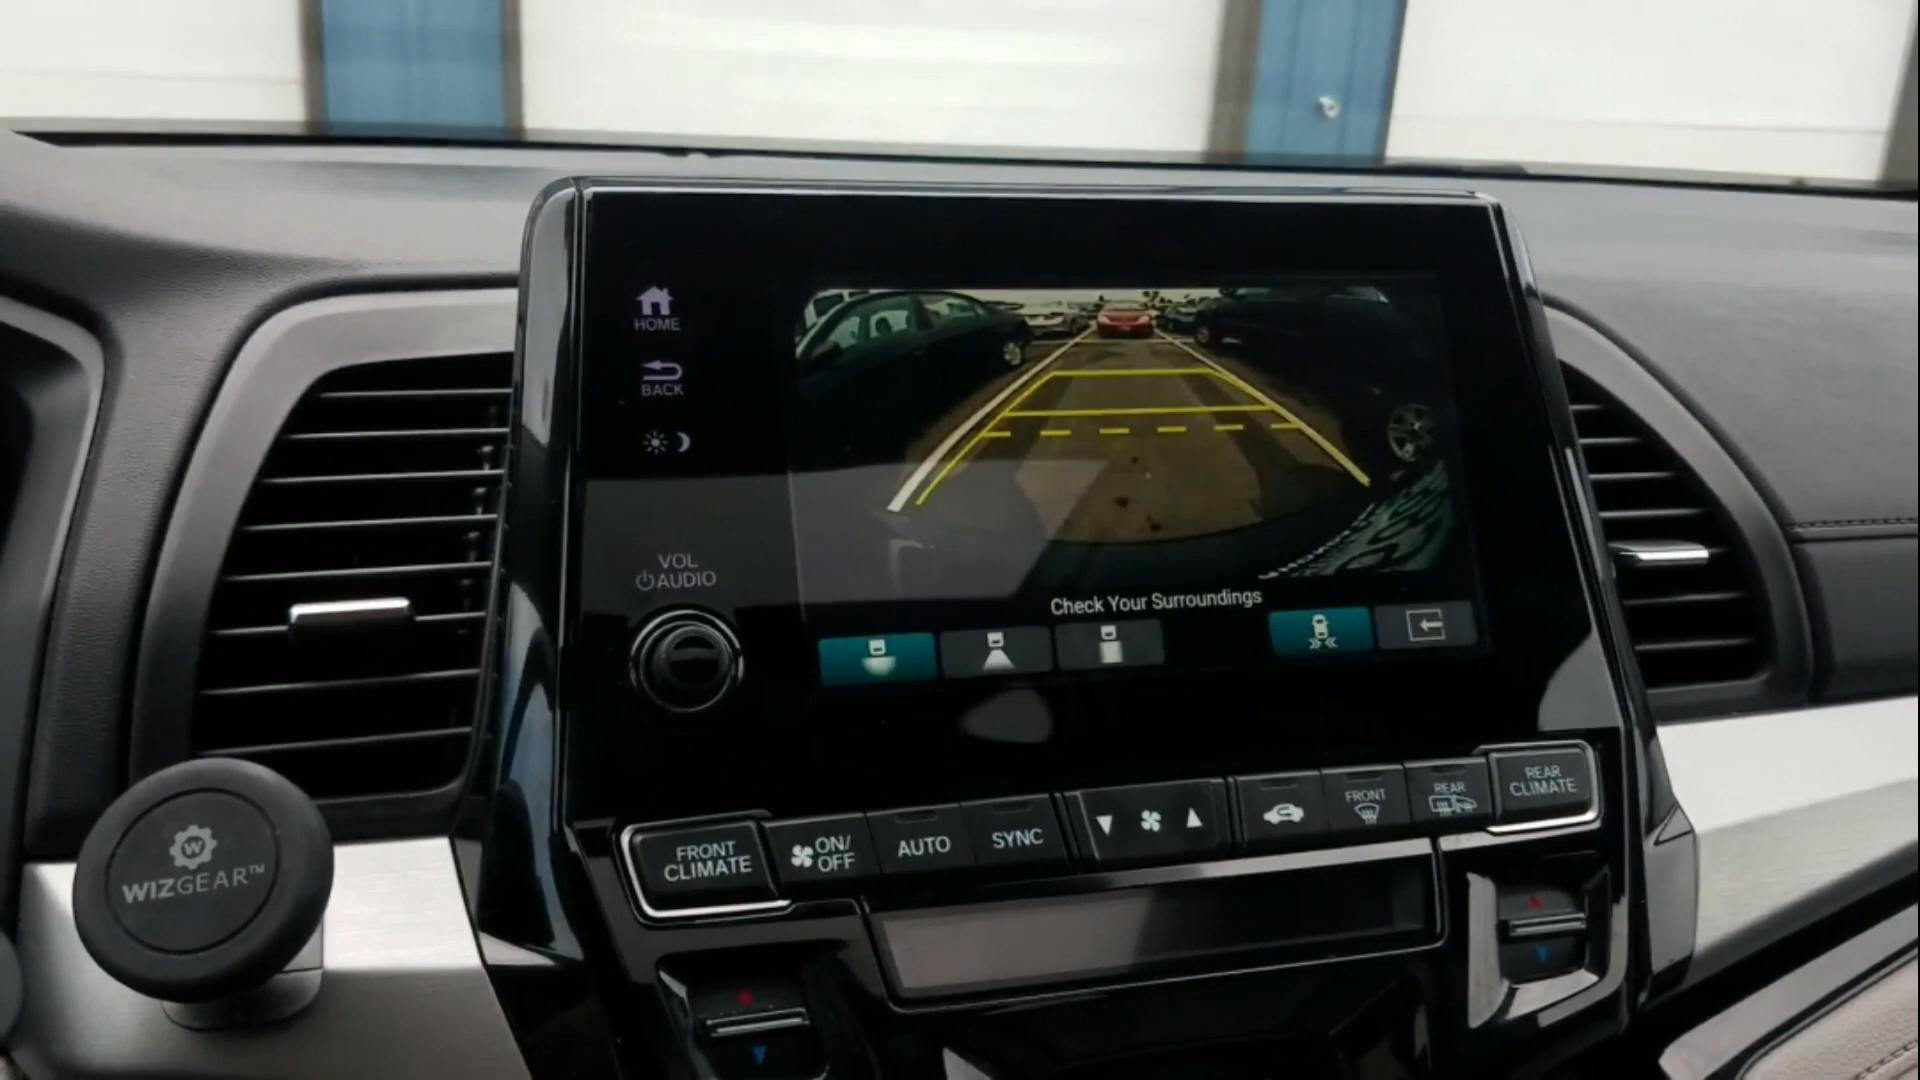 HOME
BACK
VOL
AUDIO
Check Your Surroundings
FRONT
CLIMATE
ON/
OFF
AUTO
SYNC
FRONT
REAR
REAR
CLIMATE
W
WIZGEAR™